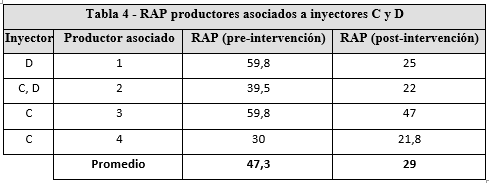 Tabla 4 - RAP productores asociados a inyectores C y D
Inyector Productor asociado RAP (pre-intervención) RAP (post-intervención)
D 1 59,8 25
C, D 2 39,5 22
C 3 59,8 47
C 4 30 21,8
Promedio 47,3 29